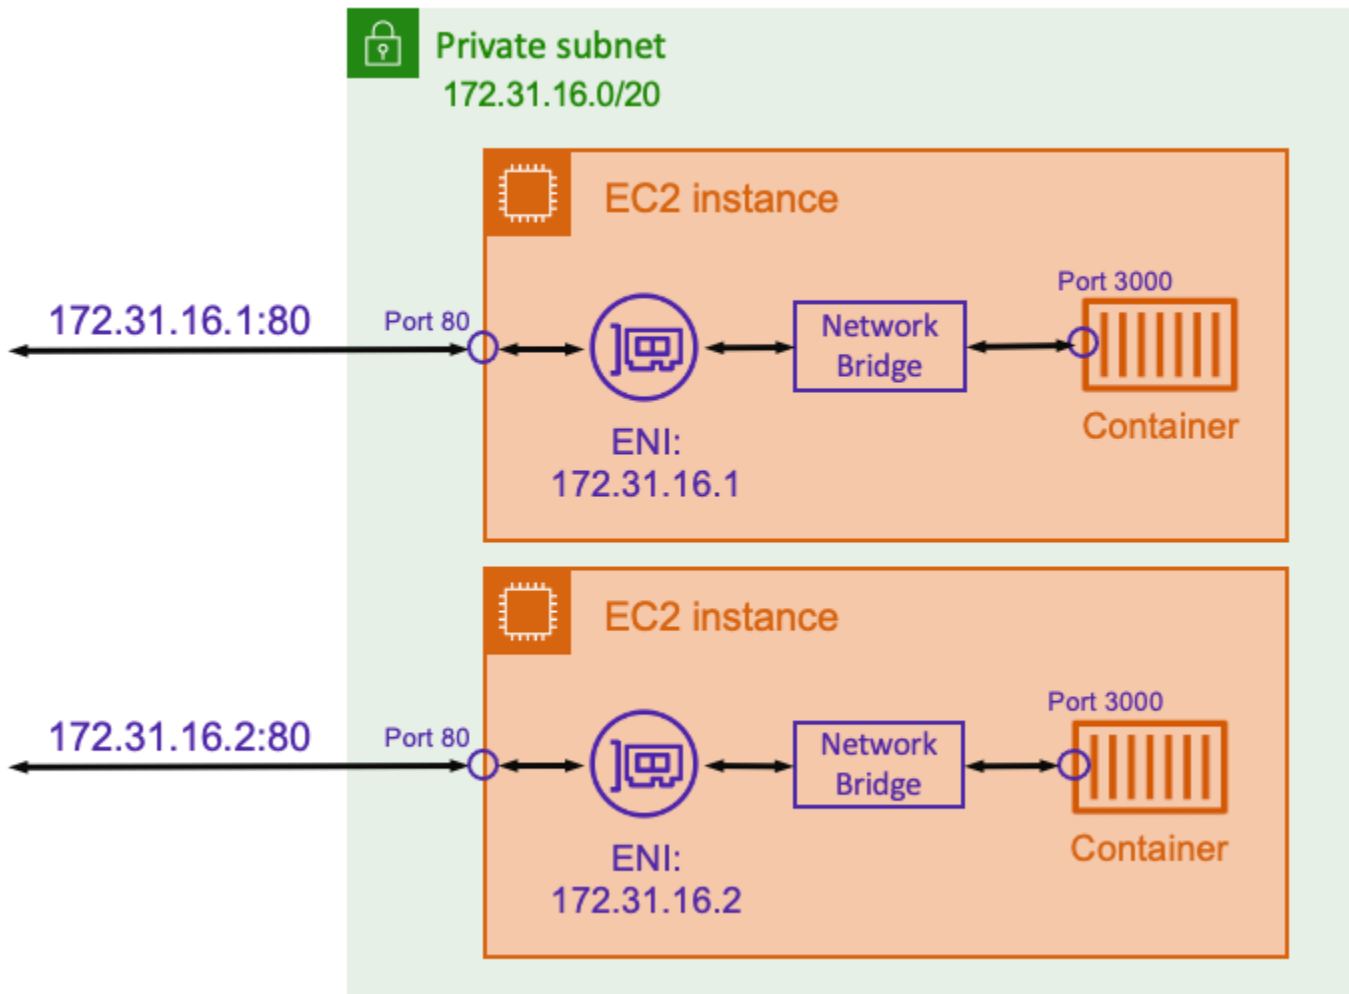 Private subnet
172.31.16.0/20
EC2 instance
172.31.16.1:80
Port 80
Network
Bridge
Port 3000
ENI:
172.31.16.1
Container
EC2 instance
172.31.16.2:80
Port 80
Network
Bridge
Port 3000
ENI:
172.31.16.2
Container